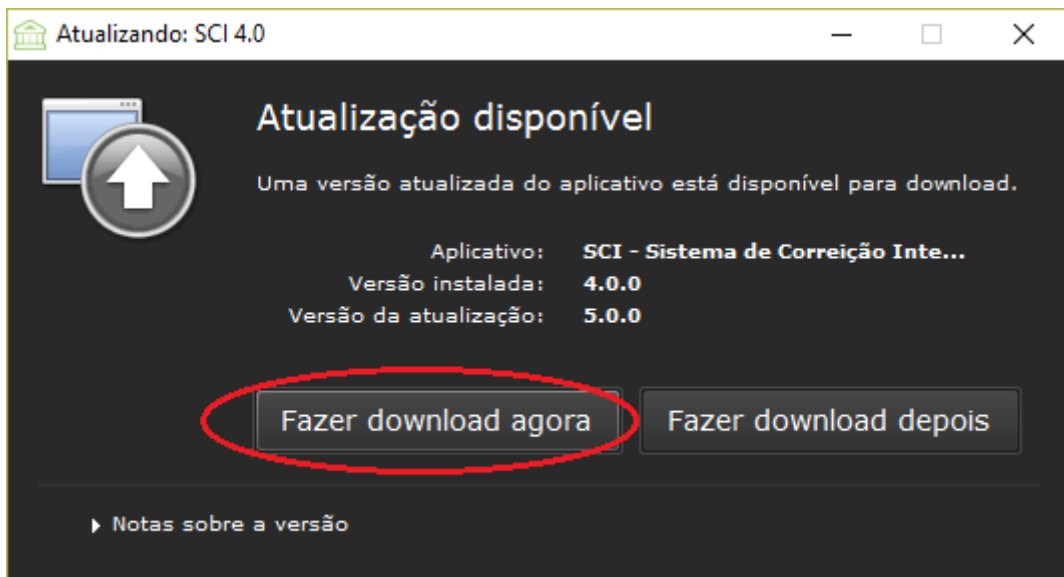 Atualizando: SCI 4.0
Atualização disponível
Uma versão atualizada do aplicativo está disponível para download.
Aplicativo: SCI - Sistema de Correição Inte...
Versão instalada: 4.0.0
Versão da atualização: 5.0.0
Fazer download agora Fazer download depois
Notas sobre a versão